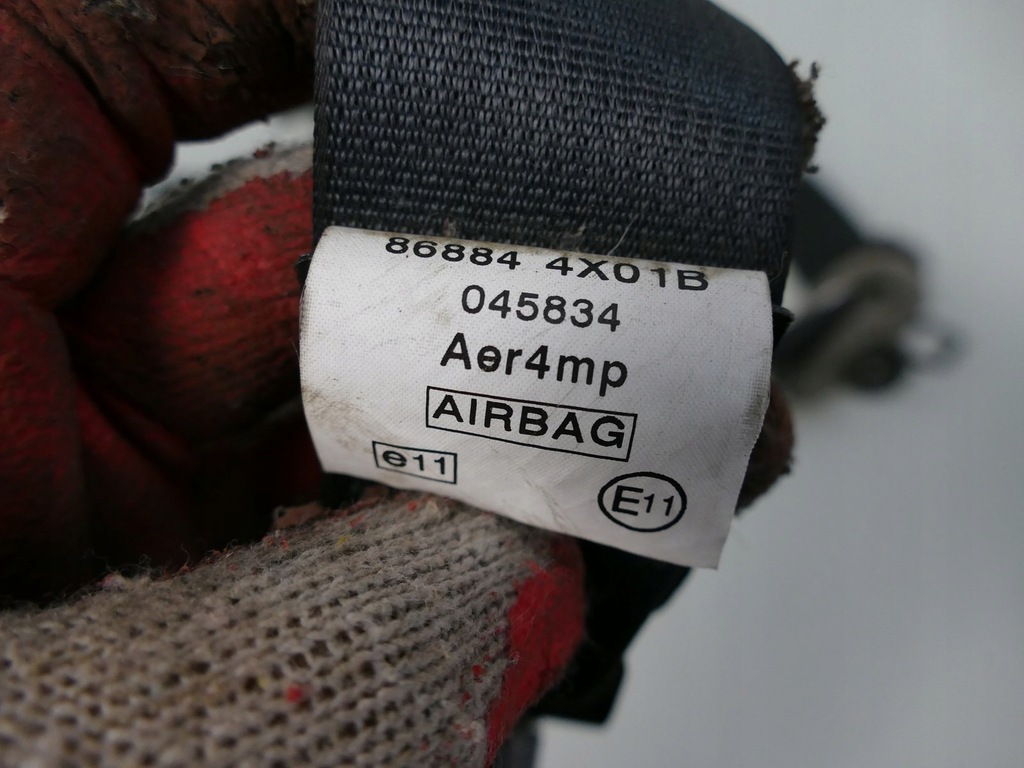 86884 4X01B
045834
Aer4mp
AIRBAG
e11
E11